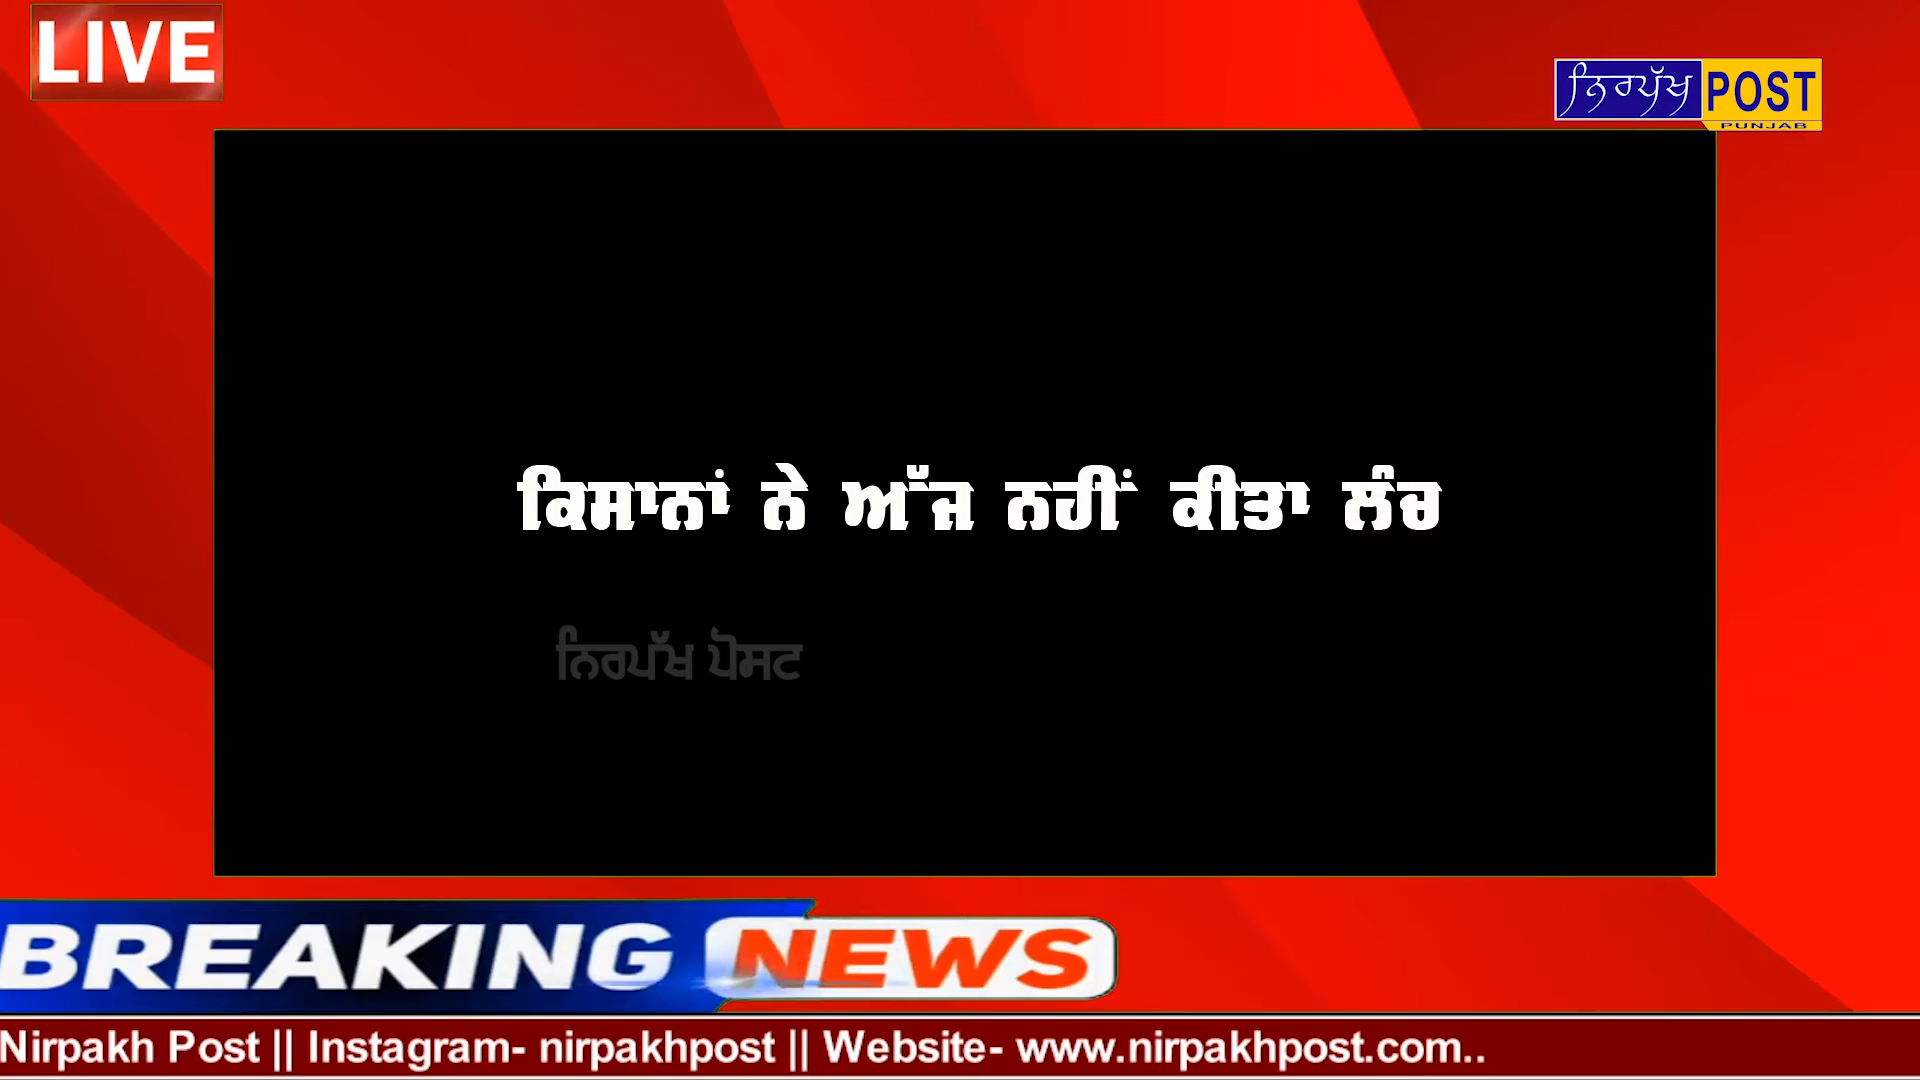 LIVE
ਨਿਰਪੱਖ POST
PUNJAB
ਕਿਸਾਨਾਂ ਨੇ ਅੱਜ ਨਹੀਂ ਕੀਤਾ ਲੰਚ
ਨਿਰਪੱਖ ਪੋਸਟ
BREAKING NEWS
Nirpakh Post || Instagram- nirpakhpost || Website- www.nirpakhpost.com..